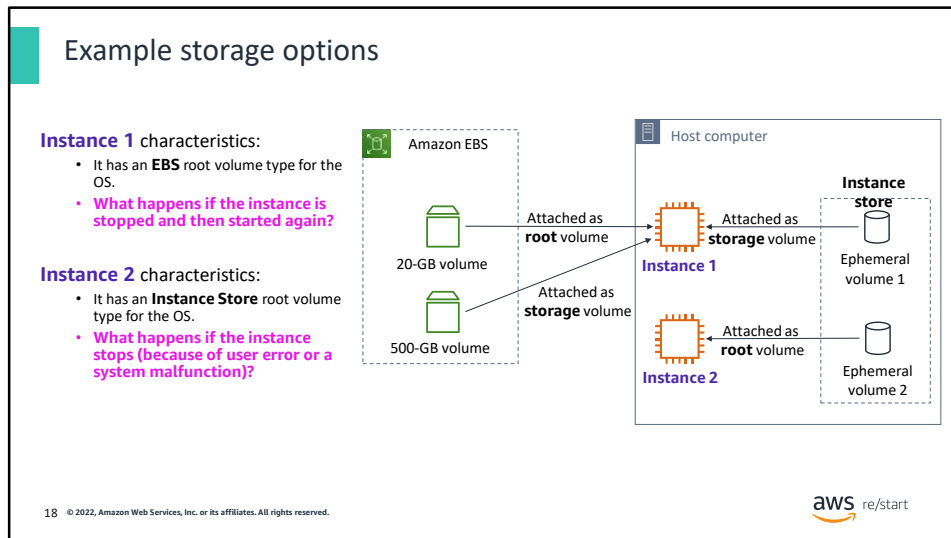 Example storage options
Instance 1 characteristics:
• It has an EBS root volume type for the
OS.
• What happens if the instance is
stopped and then started again?
Instance 2 characteristics:
• It has an Instance Store root volume
type for the OS.
• What happens if the instance
stops (because of user error or a
system malfunction)?
Amazon EBS
20-GB volume
500-GB volume
Attached as
root volume
Attached as
storage volume
Host computer
Instance 1
Attached as
storage volume
Instance
store
Ephemeral
volume 1
Instance 2
Attached as
root volume
Ephemeral
volume 2
18 © 2022, Amazon Web Services, Inc. or its affiliates. All rights reserved.
aws re/start